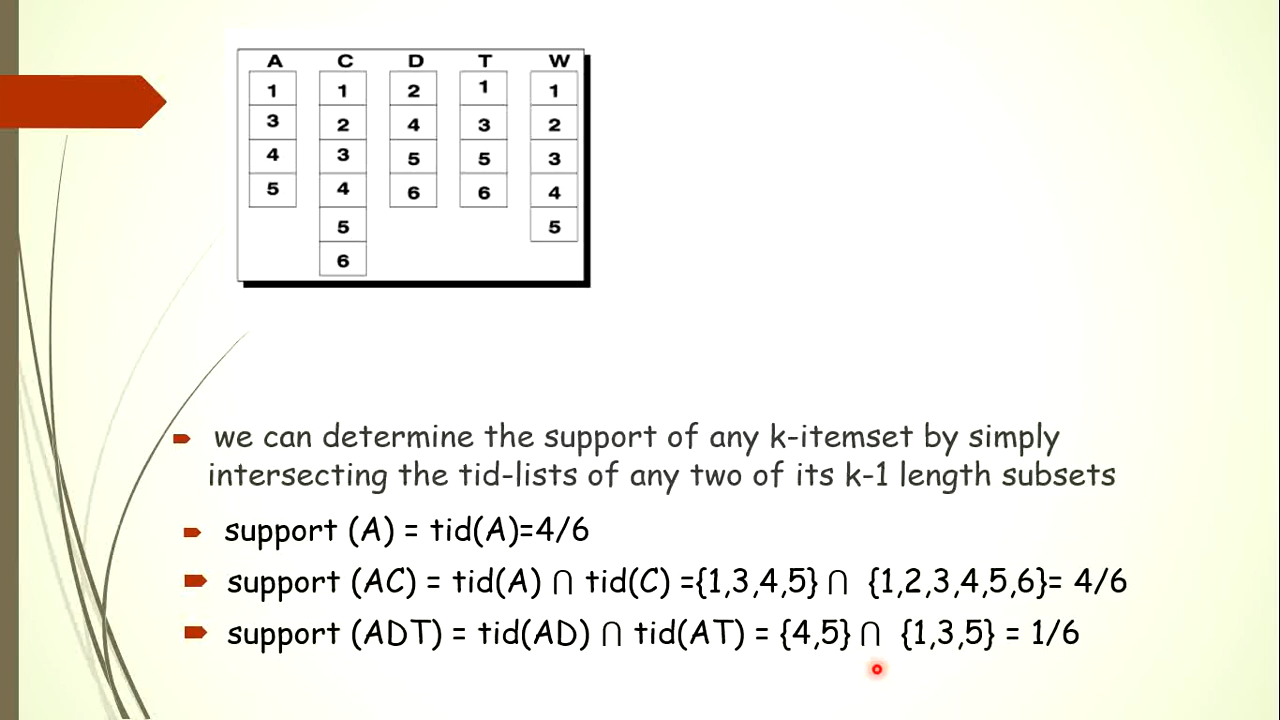 A C D T W
1 1 2 1 1
3 2 4 3 2
4 3 5 5 3
5 4 6 6 4
5 5
6
we can determine the support of any k-itemset by simply
intersecting the tid-lists of any two of its k-1 length subsets
support (A) = tid(A)=4/6
support (AC) = tid(A) ∩ tid(C) ={1,3,4,5} ∩ {1,2,3,4,5,6}= 4/6
support (ADT) = tid(AD) ∩ tid(AT) = {4,5} ∩ {1,3,5} = 1/6